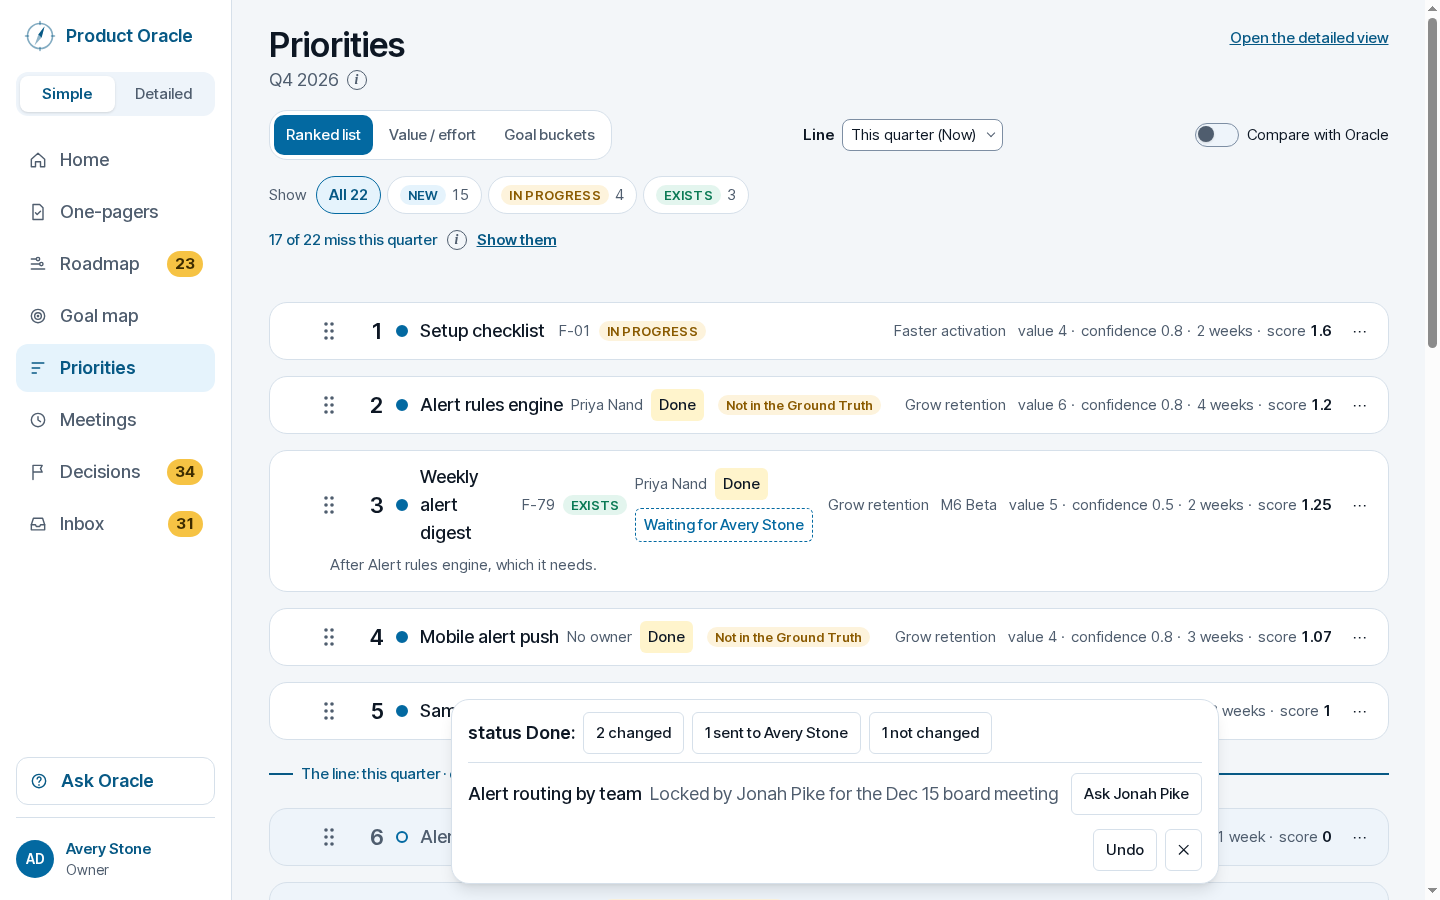 Product Oracle
Simple Detailed
Home
One-pagers
Roadmap 23
Goal map
Priorities
Meetings
Decisions 34
Inbox 31
Ask Oracle
AD Avery Stone
Owner
Priorities
Open the detailed view
Q4 2026 i
Ranked list Value / effort Goal buckets
Line This quarter (Now)
Compare with Oracle
Show All 22 NEW 15 IN PROGRESS 4 EXISTS 3
17 of 22 miss this quarter i Show them
1 Setup checklist F-01 IN PROGRESS Faster activation value 4 · confidence 0.8 · 2 weeks · score 1.6 ...
2 Alert rules engine Priya Nand Done Not in the Ground Truth Grow retention value 6 · confidence 0.8 · 4 weeks · score 1.2 ...
3 Weekly alert digest F-79 EXISTS Priya Nand Done Waiting for Avery Stone Grow retention M6 Beta value 5 · confidence 0.5 · 2 weeks · score 1.25 ...
After Alert rules engine, which it needs.
4 Mobile alert push No owner Done Not in the Ground Truth Grow retention value 4 · confidence 0.8 · 3 weeks · score 1.07 ...
5 Sam weeks · score 1 ...
The line: this quarter ·
6 Aler 1 week · score 0 ...
status Done: 2 changed 1 sent to Avery Stone 1 not changed
Alert routing by team Locked by Jonah Pike for the Dec 15 board meeting Ask Jonah Pike
Undo ×